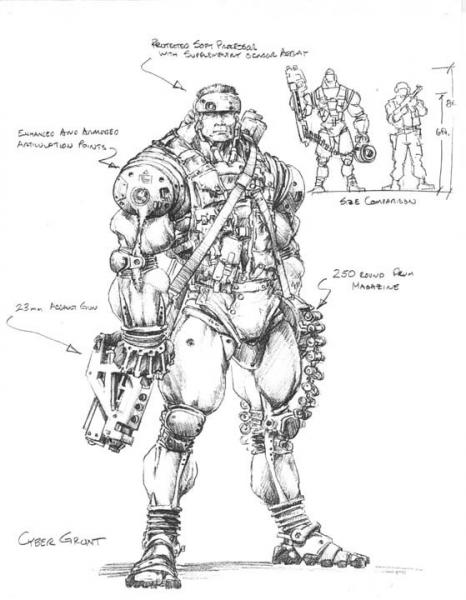 PROTECTED SOFT PROCESSOR
WITH SUPPLEMENT SENSOR ARRAY
ENHANCED AND ARMORED
ARTICULATION POINTS
8ft.
6ft.
SIZE COMPARISON
250 ROUND DRUM
MAGAZINE
23mm ASSAULT GUN
CYBER GRUNT